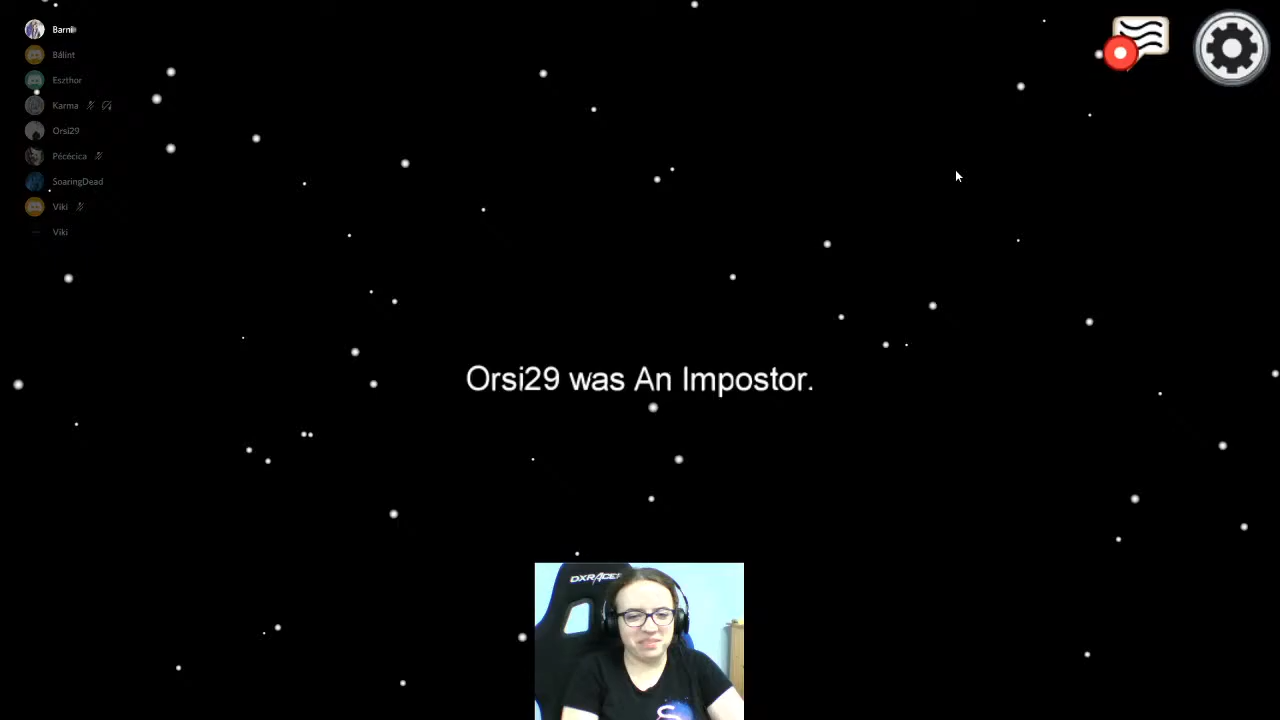 Barni
Bálint
Eszthor
Karma
Orsi29
Pécécica
SoaringDead
Viki
Viki
Orsi29 was An Impostor.
DXRACER
S